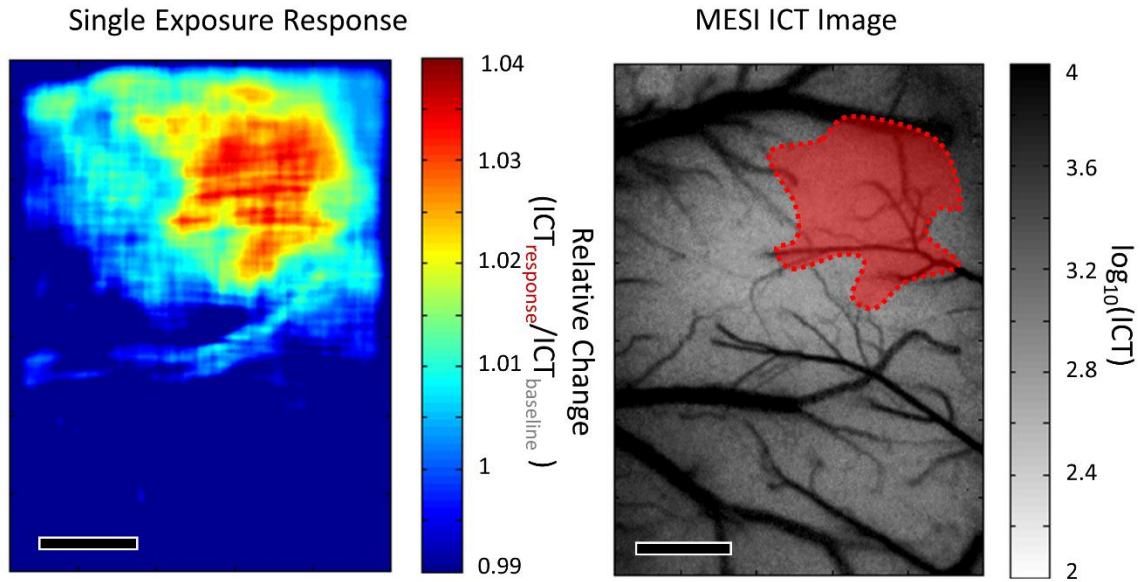 Single Exposure Response
MESI ICT Image
1.04
1.03
1.02
1.01
1
0.99
Relative Change
(ICTresponse/ICTbaseline)
4
3.6
3.2
2.8
2.4
2
log10(ICT)